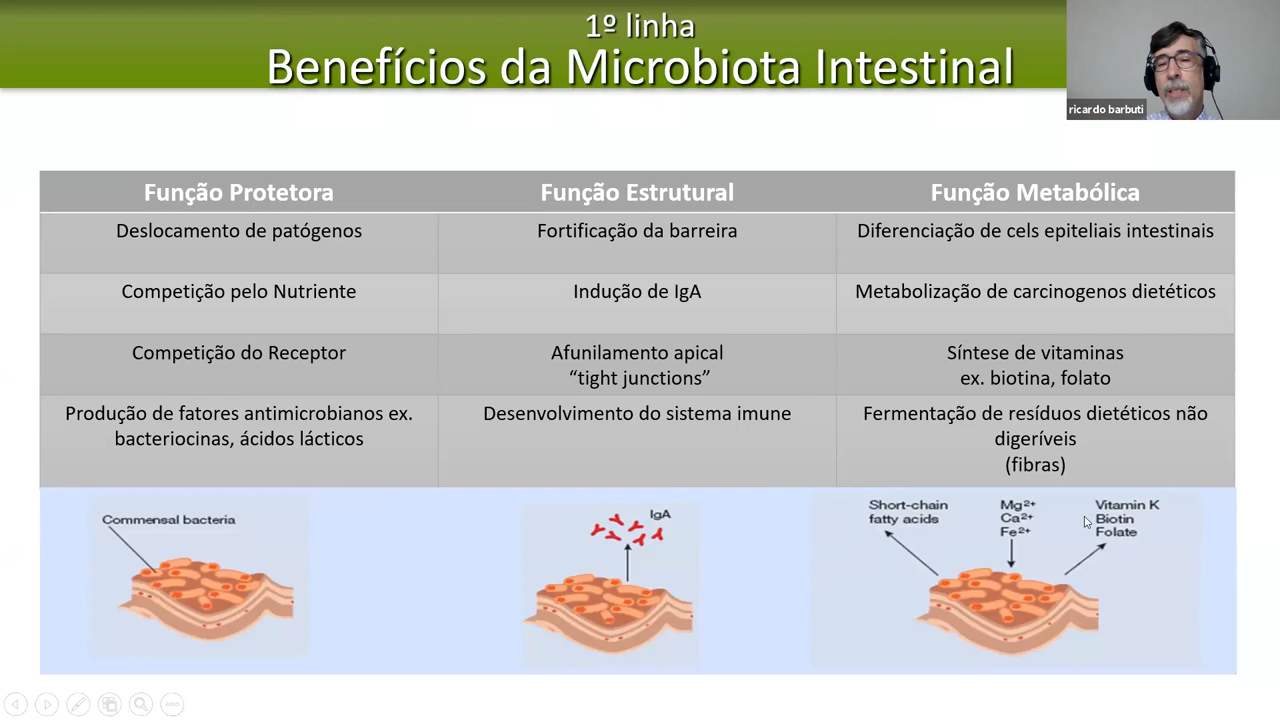 1º linha
Benefícios da Microbiota Intestinal
ricardo barbuti
Função Protetora
Função Estrutural
Função Metabólica
Deslocamento de patógenos
Fortificação da barreira
Diferenciação de cels epiteliais intestinais
Competição pelo Nutriente
Indução de IgA
Metabolização de carcinogenos dietéticos
Competição do Receptor
Afunilamento apical
“tight junctions”
Síntese de vitaminas
ex. biotina, folato
Produção de fatores antimicrobianos ex.
bacteriocinas, ácidos lácticos
Desenvolvimento do sistema imune
Fermentação de resíduos dietéticos não
digeríveis
(fibras)
Commensal bacteria
IgA
Short-chain
fatty acids
Mg²⁺
Ca²⁺
Fe²⁺
Vitamin K
Biotin
Folate